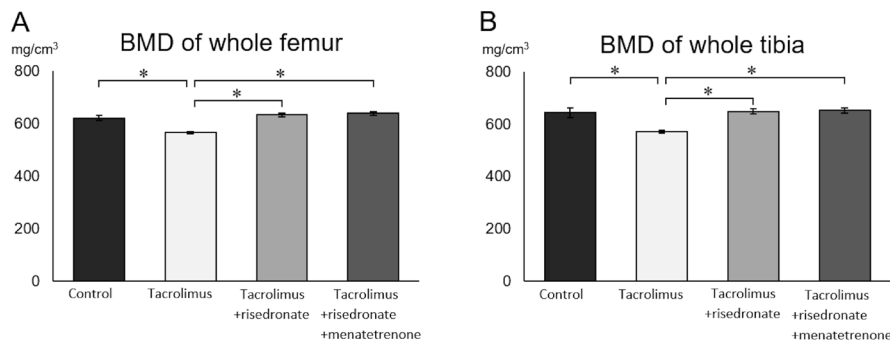 A
BMD of whole femur
mg/cm³
800
600
400
200
0
*
*
*
Control
Tacrolimus
Tacrolimus
+risedronate
Tacrolimus
+risedronate
+menatetrenone
B
BMD of whole tibia
mg/cm³
800
600
400
200
0
*
*
*
Control
Tacrolimus
Tacrolimus
+risedronate
Tacrolimus
+risedronate
+menatetrenone